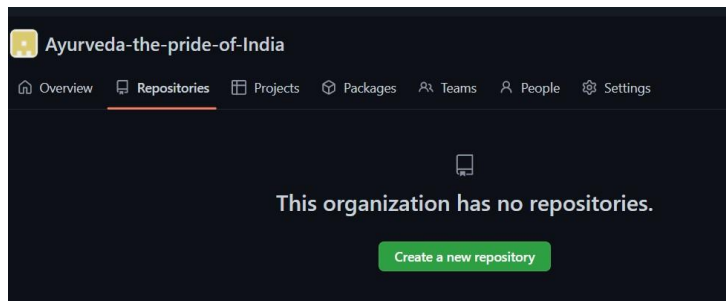 Ayurveda-the-pride-of-India
Overview Repositories Projects Packages Teams People Settings
This organization has no repositories.
Create a new repository